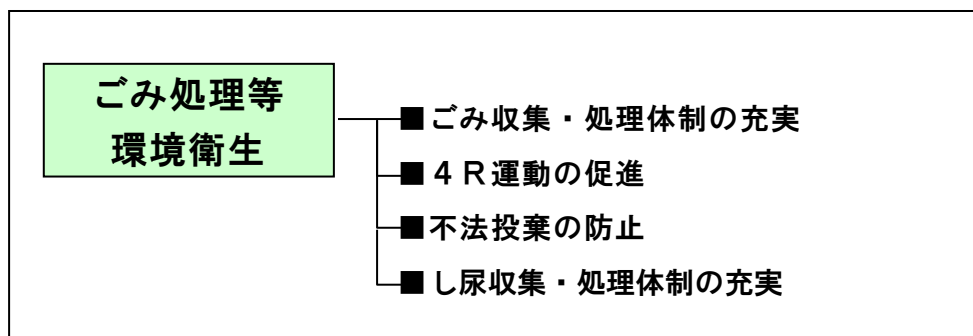 ごみ処理等
環境衛生
■ごみ収集・処理体制の充実
■４Ｒ運動の促進
■不法投棄の防止
■し尿収集・処理体制の充実